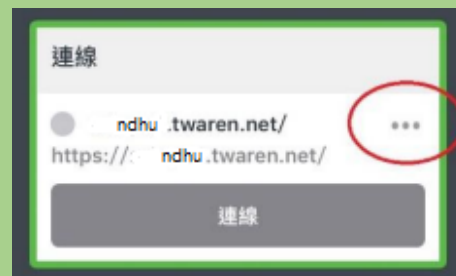 連線
ndhu .twaren.net/
https:// ndhu.twaren.net/
連線